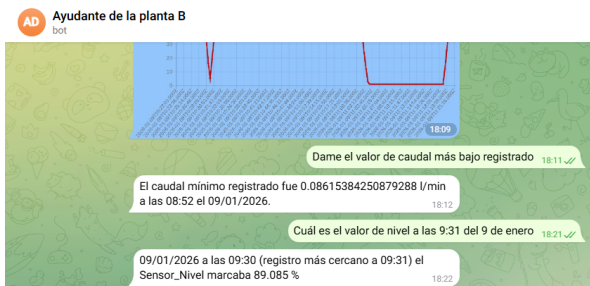 AD
Ayudante de la planta B
bot
20
10
0
18:09
Dame el valor de caudal más bajo registrado 18:11
El caudal mínimo registrado fue 0.08615384250879288 l/min
a las 08:52 el 09/01/2026.
18:12
Cuál es el valor de nivel a las 9:31 del 9 de enero 18:21
09/01/2026 a las 09:30 (registro más cercano a 09:31) el
Sensor_Nivel marcaba 89.085 %
18:22